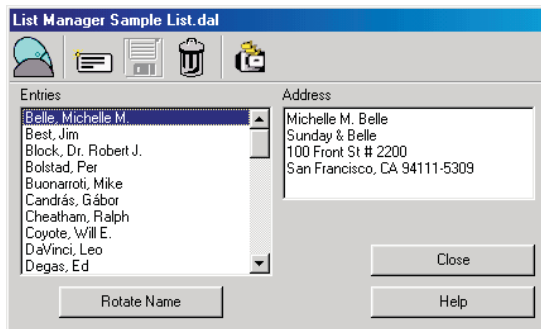 List Manager Sample List.dal
Entries
Belle, Michelle M.
Best, Jim
Block, Dr. Robert J.
Bolstad, Per
Buonarroti, Mike
Candrás, Gábor
Cheatham, Ralph
Coyote, Will E.
DaVinci, Leo
Degas, Ed
Rotate Name
Address
Michelle M. Belle
Sunday & Belle
100 Front St # 2200
San Francisco, CA 94111-5309
Close
Help